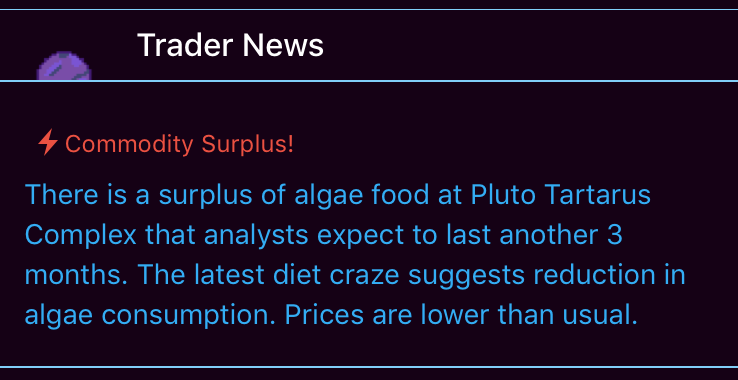 Trader News
Commodity Surplus!
There is a surplus of algae food at Pluto Tartarus
Complex that analysts expect to last another 3
months. The latest diet craze suggests reduction in
algae consumption. Prices are lower than usual.